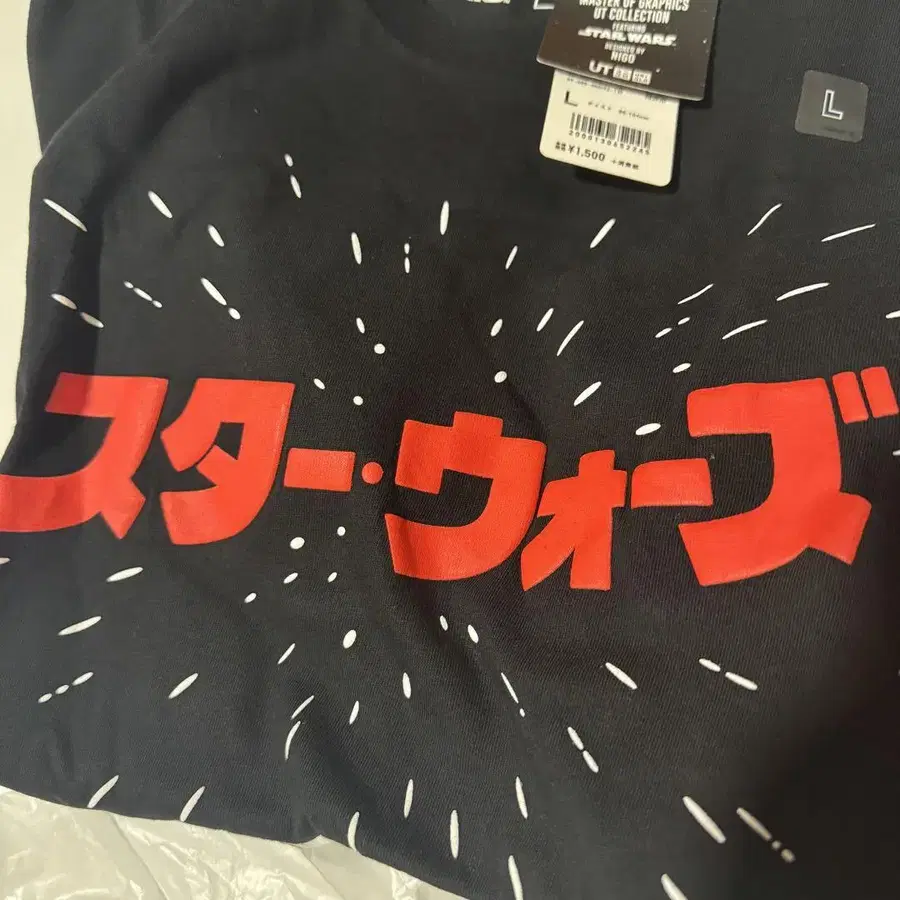 MASTER OF GRAPHICS
UT COLLECTION
FEATURING
STAR WARS
DESIGNED BY
NIGO
UT
L
2000130652245
¥1,500
L
スター・ウォーズ